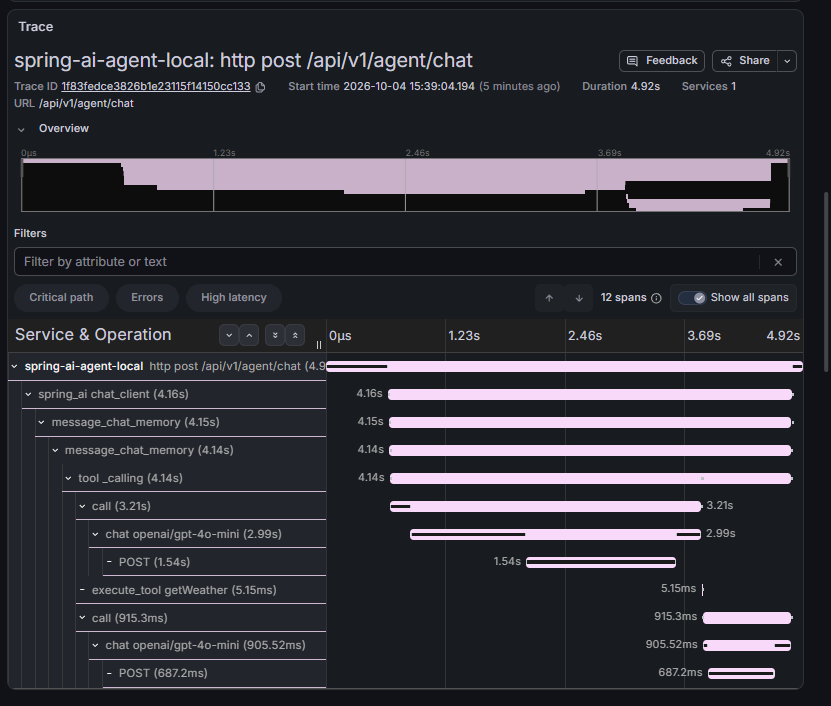 Trace
spring-ai-agent-local: http post /api/v1/agent/chat
Feedback
Share
Trace ID 1f83fedce3826b1e23115f14150cc133 Start time 2026-10-04 15:39:04.194 (5 minutes ago) Duration 4.92s Services 1
URL /api/v1/agent/chat
Overview
0µs 1.23s 2.46s 3.69s 4.92s
Filters
Filter by attribute or text
Critical path Errors High latency 12 spans Show all spans
Service & Operation 0µs 1.23s 2.46s 3.69s 4.92s
spring-ai-agent-local http post /api/v1/agent/chat (4.9
spring_ai chat_client (4.16s) 4.16s
message_chat_memory (4.15s) 4.15s
message_chat_memory (4.14s) 4.14s
tool _calling (4.14s) 4.14s
call (3.21s) 3.21s
chat openai/gpt-4o-mini (2.99s) 2.99s
POST (1.54s) 1.54s
execute_tool getWeather (5.15ms) 5.15ms
call (915.3ms) 915.3ms
chat openai/gpt-4o-mini (905.52ms) 905.52ms
POST (687.2ms) 687.2ms